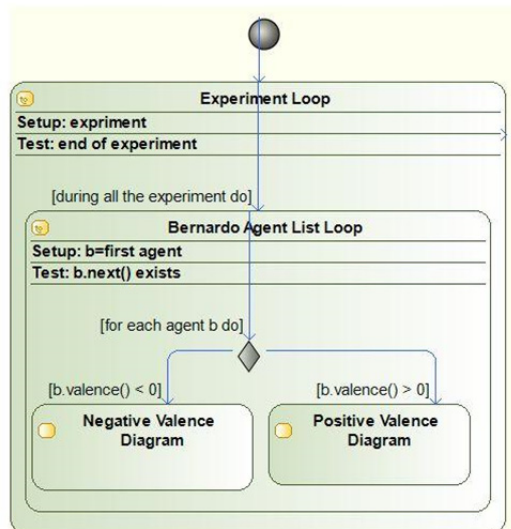 Experiment Loop
Setup: expriment
Test: end of experiment
[during all the experiment do]
Bernardo Agent List Loop
Setup: b=first agent
Test: b.next() exists
[for each agent b do]
[b.valence() < 0]
[b.valence() > 0]
Negative Valence
Diagram
Positive Valence
Diagram